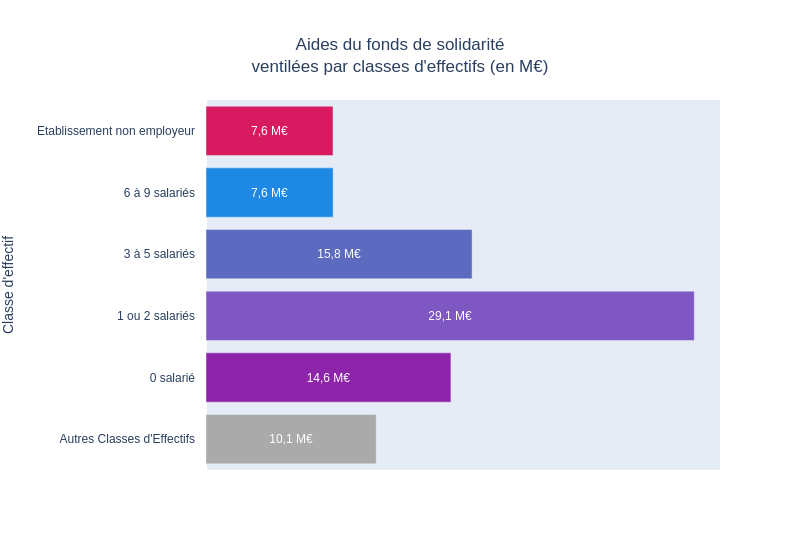 Aides du fonds de solidarité
ventilées par classes d'effectifs (en M€)
Classe d'effectif
Etablissement non employeur
7,6 M€
6 à 9 salariés
7,6 M€
3 à 5 salariés
15,8 M€
1 ou 2 salariés
29,1 M€
0 salarié
14,6 M€
Autres Classes d'Effectifs
10,1 M€